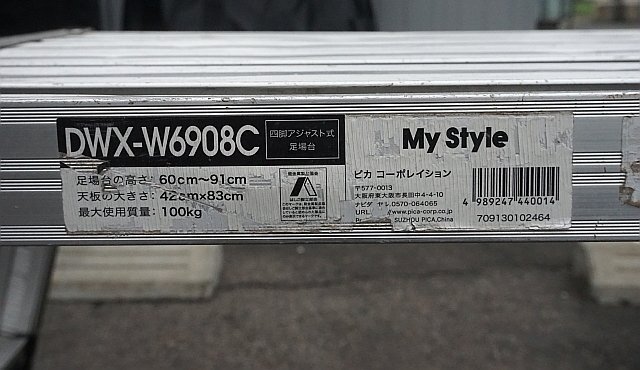 DWX-W6908C
四脚アジャスト式
足場台
足場台の高さ: 60cm～91cm
天板の大きさ: 42cm×83cm
最大使用質量: 100kg
My Style
ピカ コーポレイション
〒577-0013
大阪府東大阪市長田中4-4-10
ナビダイヤル.0570-064065
URL. www.pica-corp.co.jp
SUZHOU PICA,China
4 989247 440014
709130102464